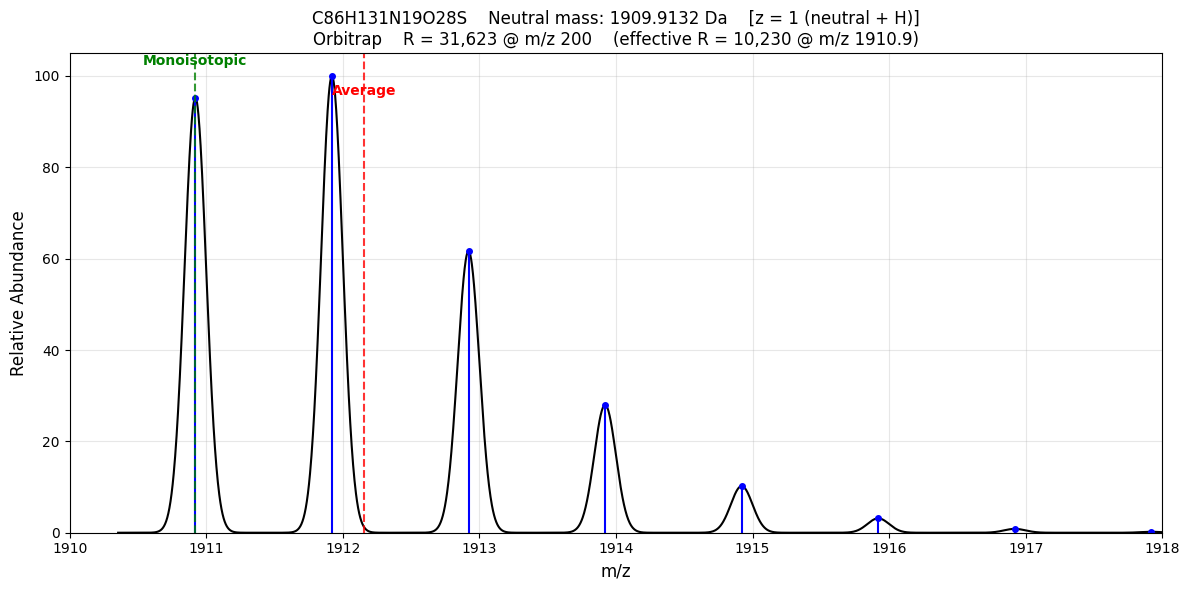 C86H131N19O28S    Neutral mass: 1909.9132 Da    [z = 1 (neutral + H)]
Orbitrap    R = 31,623 @ m/z 200    (effective R = 10,230 @ m/z 1910.9)
Monoisotopic
Average
Relative Abundance
100
80
60
40
20
0
1910 1911 1912 1913 1914 1915 1916 1917 1918
m/z